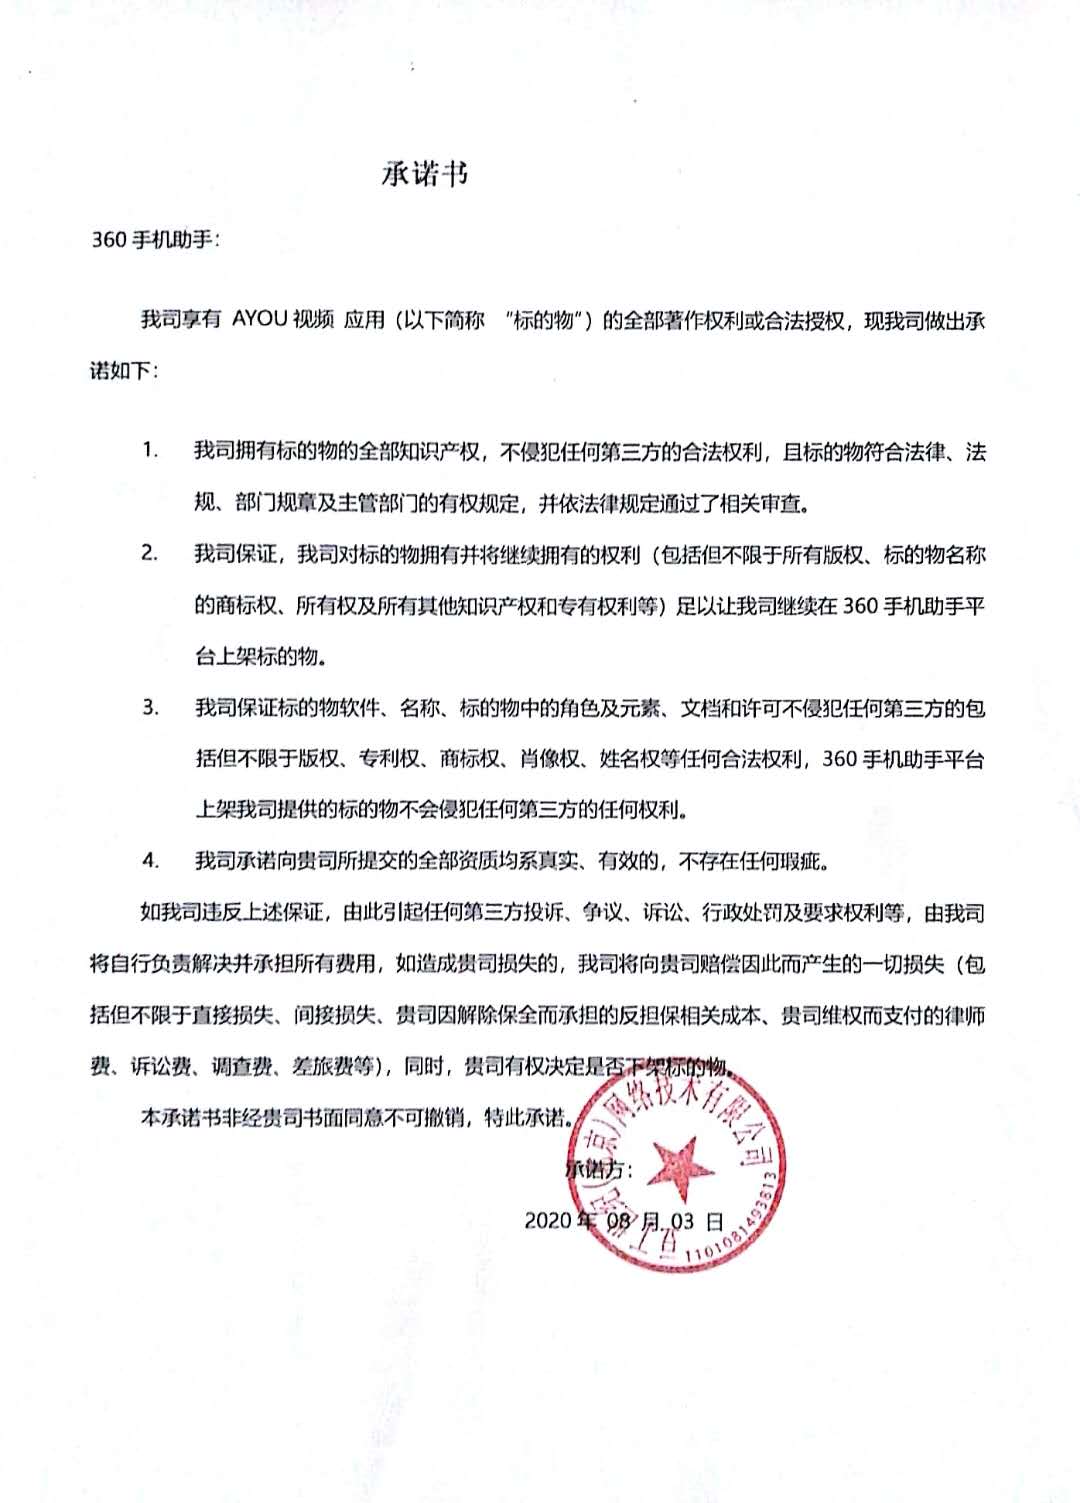 承诺书
360 手机助手：
我司享有 AYOU 视频 应用（以下简称 “标的物”）的全部著作权利或合法授权，现我司做出承
诺如下：
1. 我司拥有标的物的全部知识产权，不侵犯任何第三方的合法权利，且标的物符合法律、法
规、部门规章及主管部门的有权规定，并依法律规定通过了相关审查。
2. 我司保证，我司对标的物拥有并将继续拥有的权利（包括但不限于所有版权、标的物名称
的商标权、所有权及所有其他知识产权和专有权利等）足以让我司继续在 360 手机助手平
台上架标的物。
3. 我司保证标的物软件、名称、标的物中的角色及元素、文档和许可不侵犯任何第三方的包
括但不限于版权、专利权、商标权、肖像权、姓名权等任何合法权利，360 手机助手平台
上架我司提供的标的物不会侵犯任何第三方的任何权利。
4. 我司承诺向贵司所提交的全部资质均系真实、有效的，不存在任何瑕疵。
如我司违反上述保证，由此引起任何第三方投诉、争议、诉讼、行政处罚及要求权利等，由我司
将自行负责解决并承担所有费用，如造成贵司损失的，我司将向贵司赔偿因此而产生的一切损失（包
括但不限于直接损失、间接损失、贵司因解除保全而承担的反担保相关成本、贵司维权而支付的律师
费、诉讼费、调查费、差旅费等），同时，贵司有权决定是否下架标的物。
本承诺书非经贵司书面同意不可撤销，特此承诺。
承诺方：
2020 年 08 月 03 日
（北京）网络技术有限公司
1101081493813